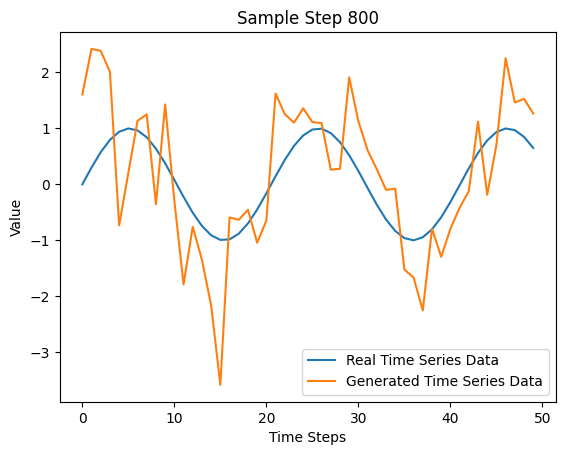 Sample Step 800
Value
2
1
0
−1
−2
−3
Real Time Series Data
Generated Time Series Data
0
10
20
30
40
50
Time Steps